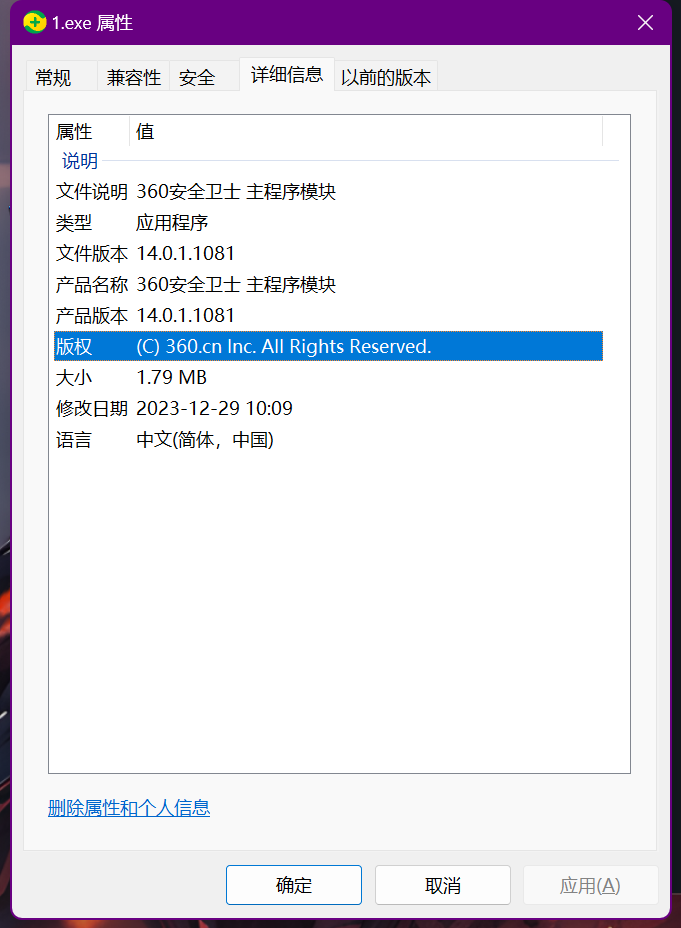 1.exe 属性
常规 兼容性 安全 详细信息 以前的版本
属性 值
说明
文件说明 360安全卫士 主程序模块
类型 应用程序
文件版本 14.0.1.1081
产品名称 360安全卫士 主程序模块
产品版本 14.0.1.1081
版权 (C) 360.cn Inc. All Rights Reserved.
大小 1.79 MB
修改日期 2023-12-29 10:09
语言 中文(简体，中国)
删除属性和个人信息
确定 取消 应用(A)